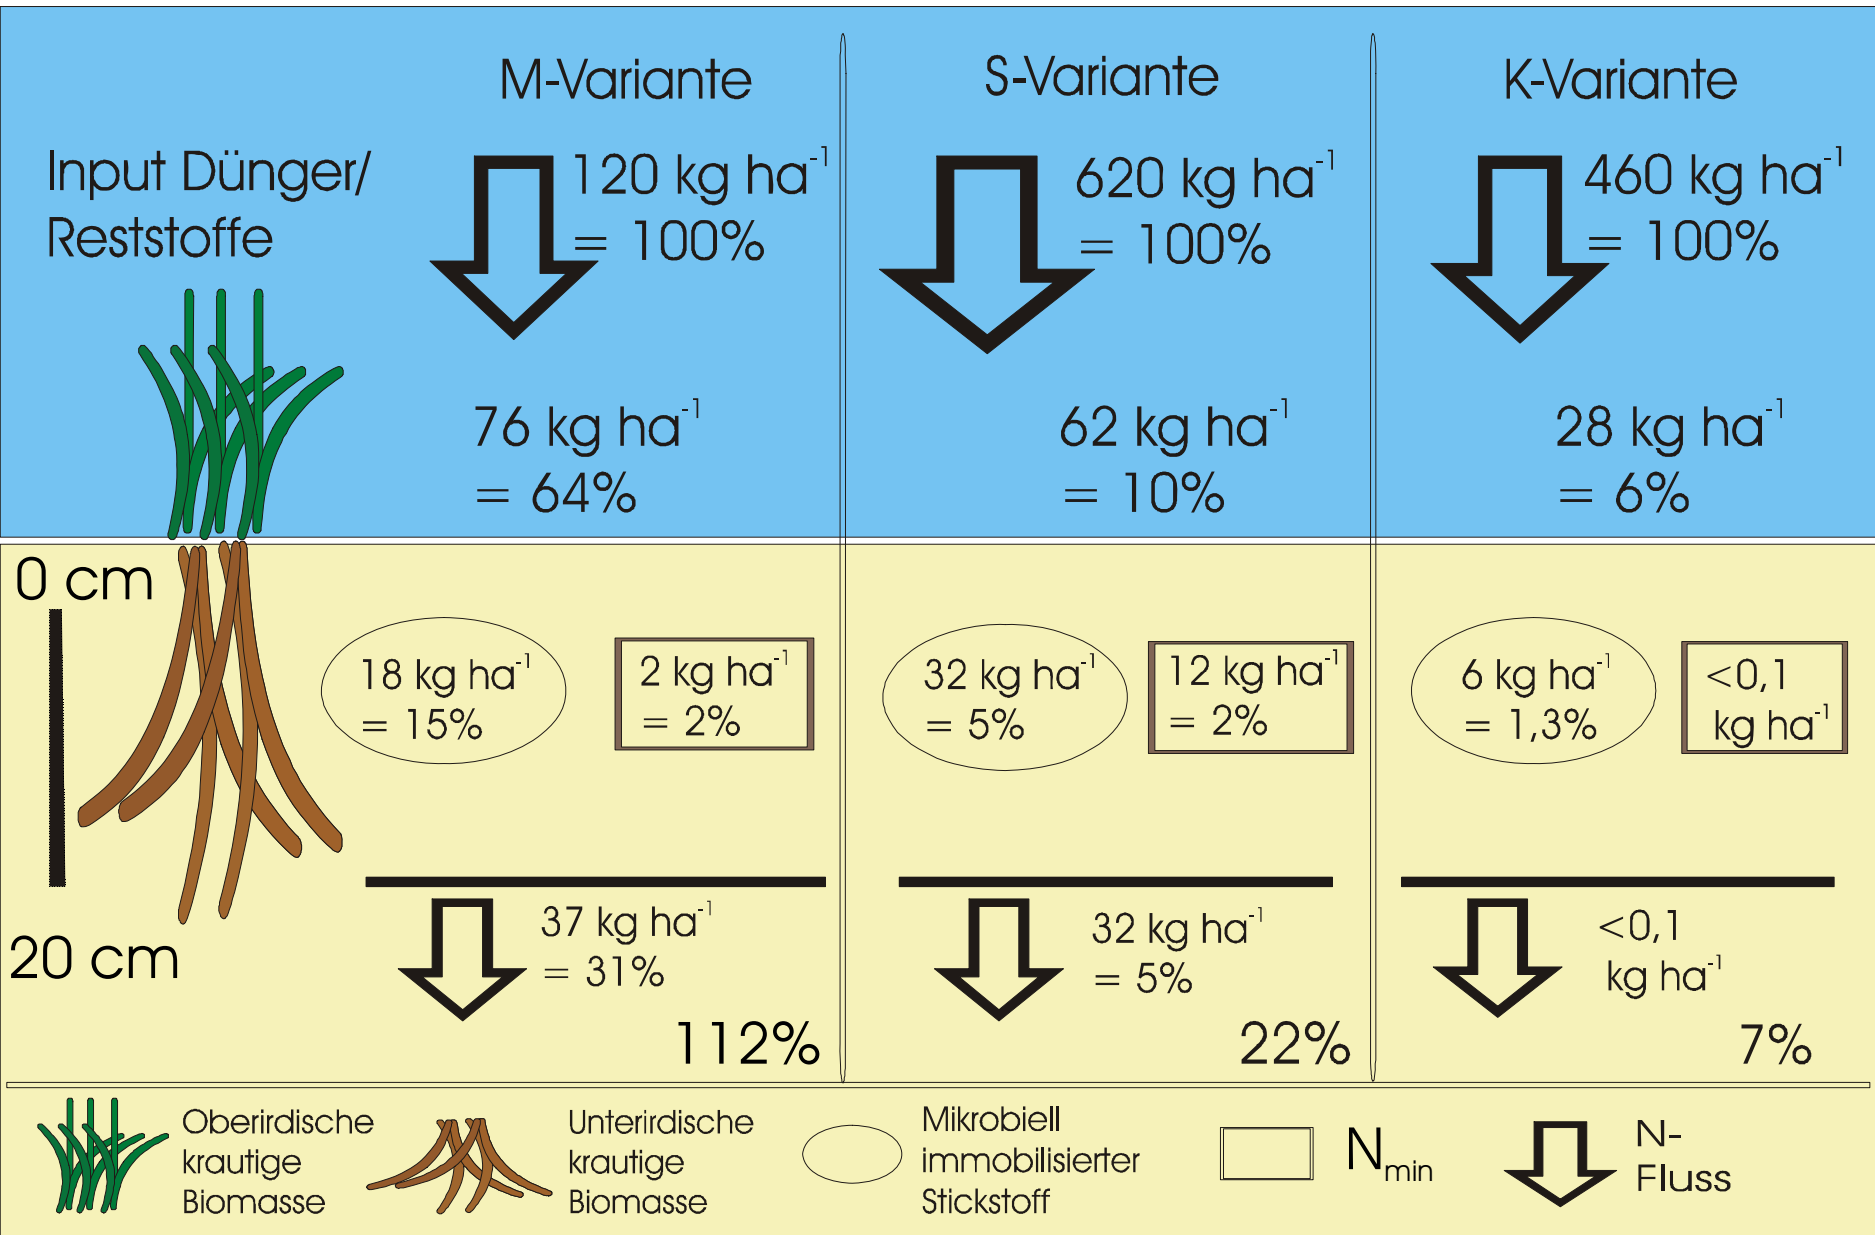 M-Variante
S-Variante
K-Variante
Input Dünger/
Reststoffe
120 kg ha⁻¹
= 100%
620 kg ha⁻¹
= 100%
460 kg ha⁻¹
= 100%
76 kg ha⁻¹
= 64%
62 kg ha⁻¹
= 10%
28 kg ha⁻¹
= 6%
0 cm
18 kg ha⁻¹
= 15%
2 kg ha⁻¹
= 2%
32 kg ha⁻¹
= 5%
12 kg ha⁻¹
= 2%
6 kg ha⁻¹
= 1,3%
<0,1
kg ha⁻¹
20 cm
37 kg ha⁻¹
= 31%
32 kg ha⁻¹
= 5%
<0,1
kg ha⁻¹
112%
22%
7%
Oberirdische
krautige
Biomasse
Unterirdische
krautige
Biomasse
Mikrobiell
immobilisierter
Stickstoff
Nmin
N-
Fluss